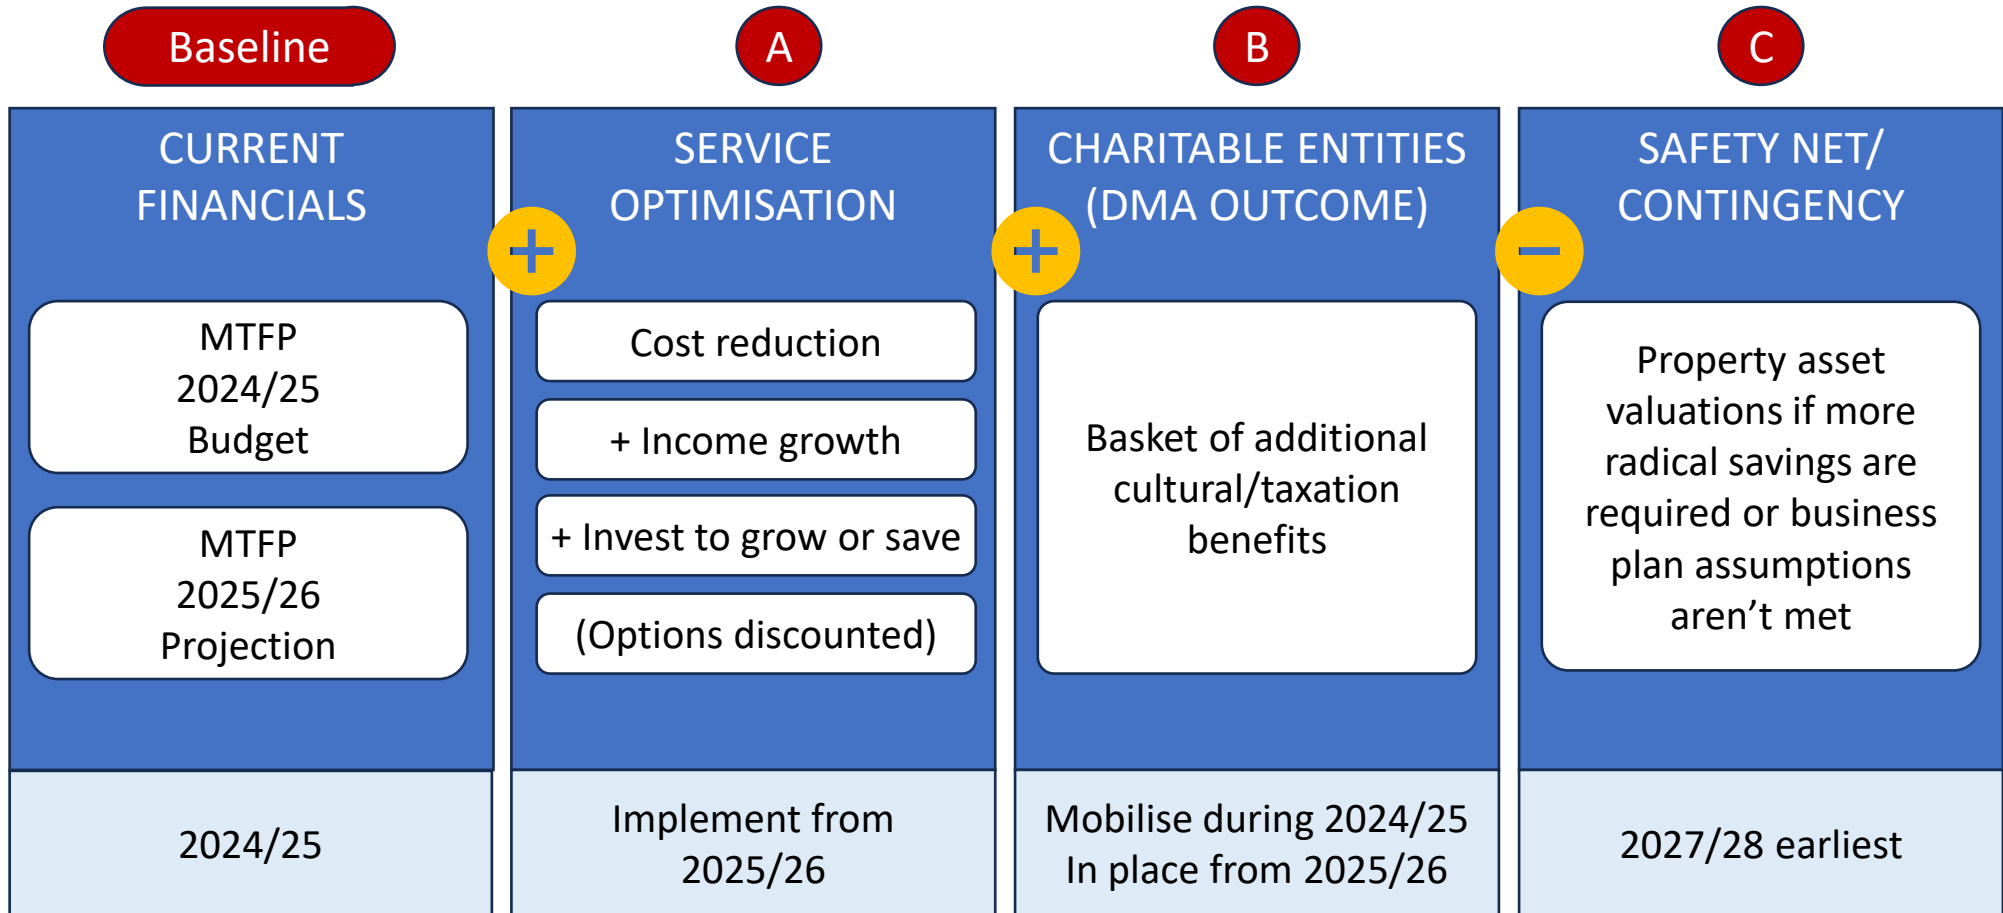 Baseline
A
B
C
CURRENT
FINANCIALS
MTFP
2024/25
Budget
MTFP
2025/26
Projection
2024/25
+
SERVICE
OPTIMISATION
Cost reduction
+ Income growth
+ Invest to grow or save
(Options discounted)
Implement from
2025/26
+
CHARITABLE ENTITIES
(DMA OUTCOME)
Basket of additional
cultural/taxation
benefits
Mobilise during 2024/25
In place from 2025/26
−
SAFETY NET/
CONTINGENCY
Property asset
valuations if more
radical savings are
required or business
plan assumptions
aren’t met
2027/28 earliest